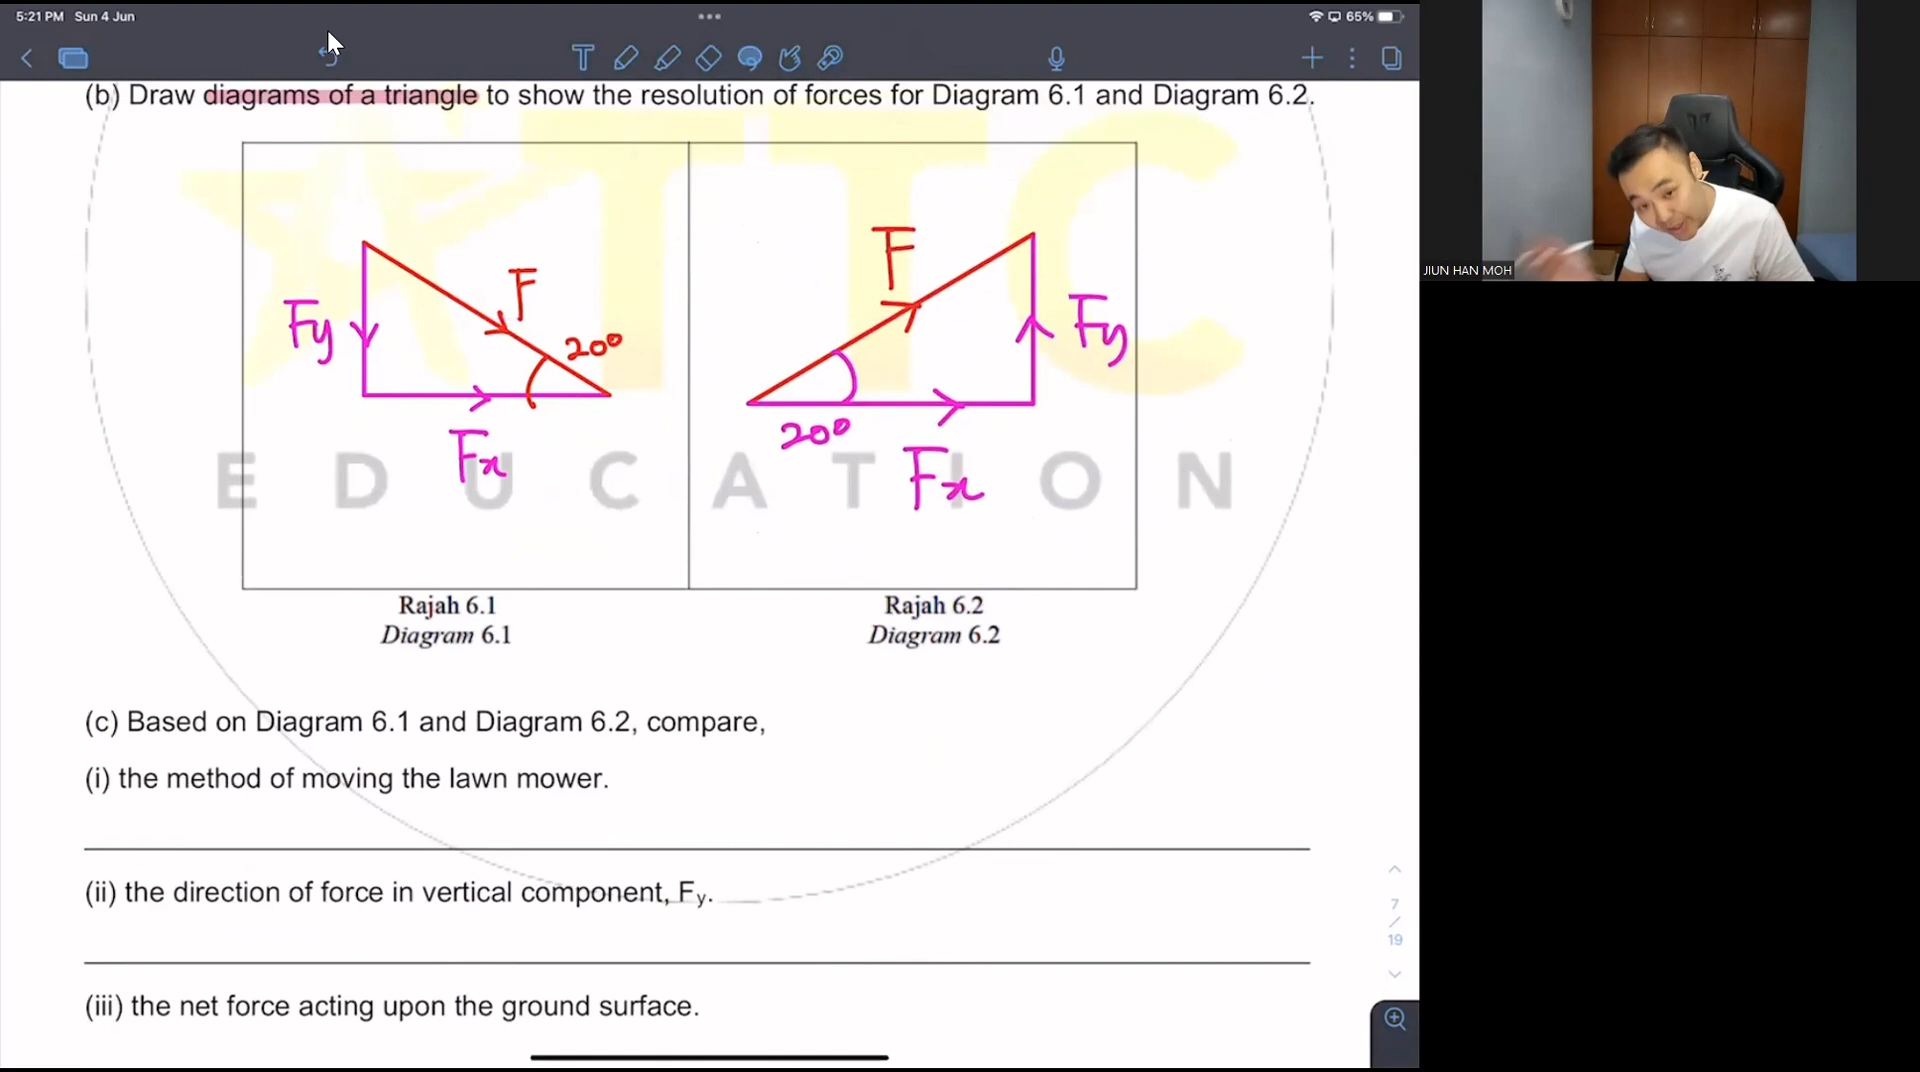 5:21 PM Sun 4 Jun
65%
(b) Draw diagrams of a triangle to show the resolution of forces for Diagram 6.1 and Diagram 6.2.
TTC
EDUCATION
F
Fy
20°
Fx
F
Fy
20°
Fx
Rajah 6.1
Diagram 6.1
Rajah 6.2
Diagram 6.2
(c) Based on Diagram 6.1 and Diagram 6.2, compare,
(i) the method of moving the lawn mower.
(ii) the direction of force in vertical component, Fy.
(iii) the net force acting upon the ground surface.
7
/
19
JIUN HAN MOH